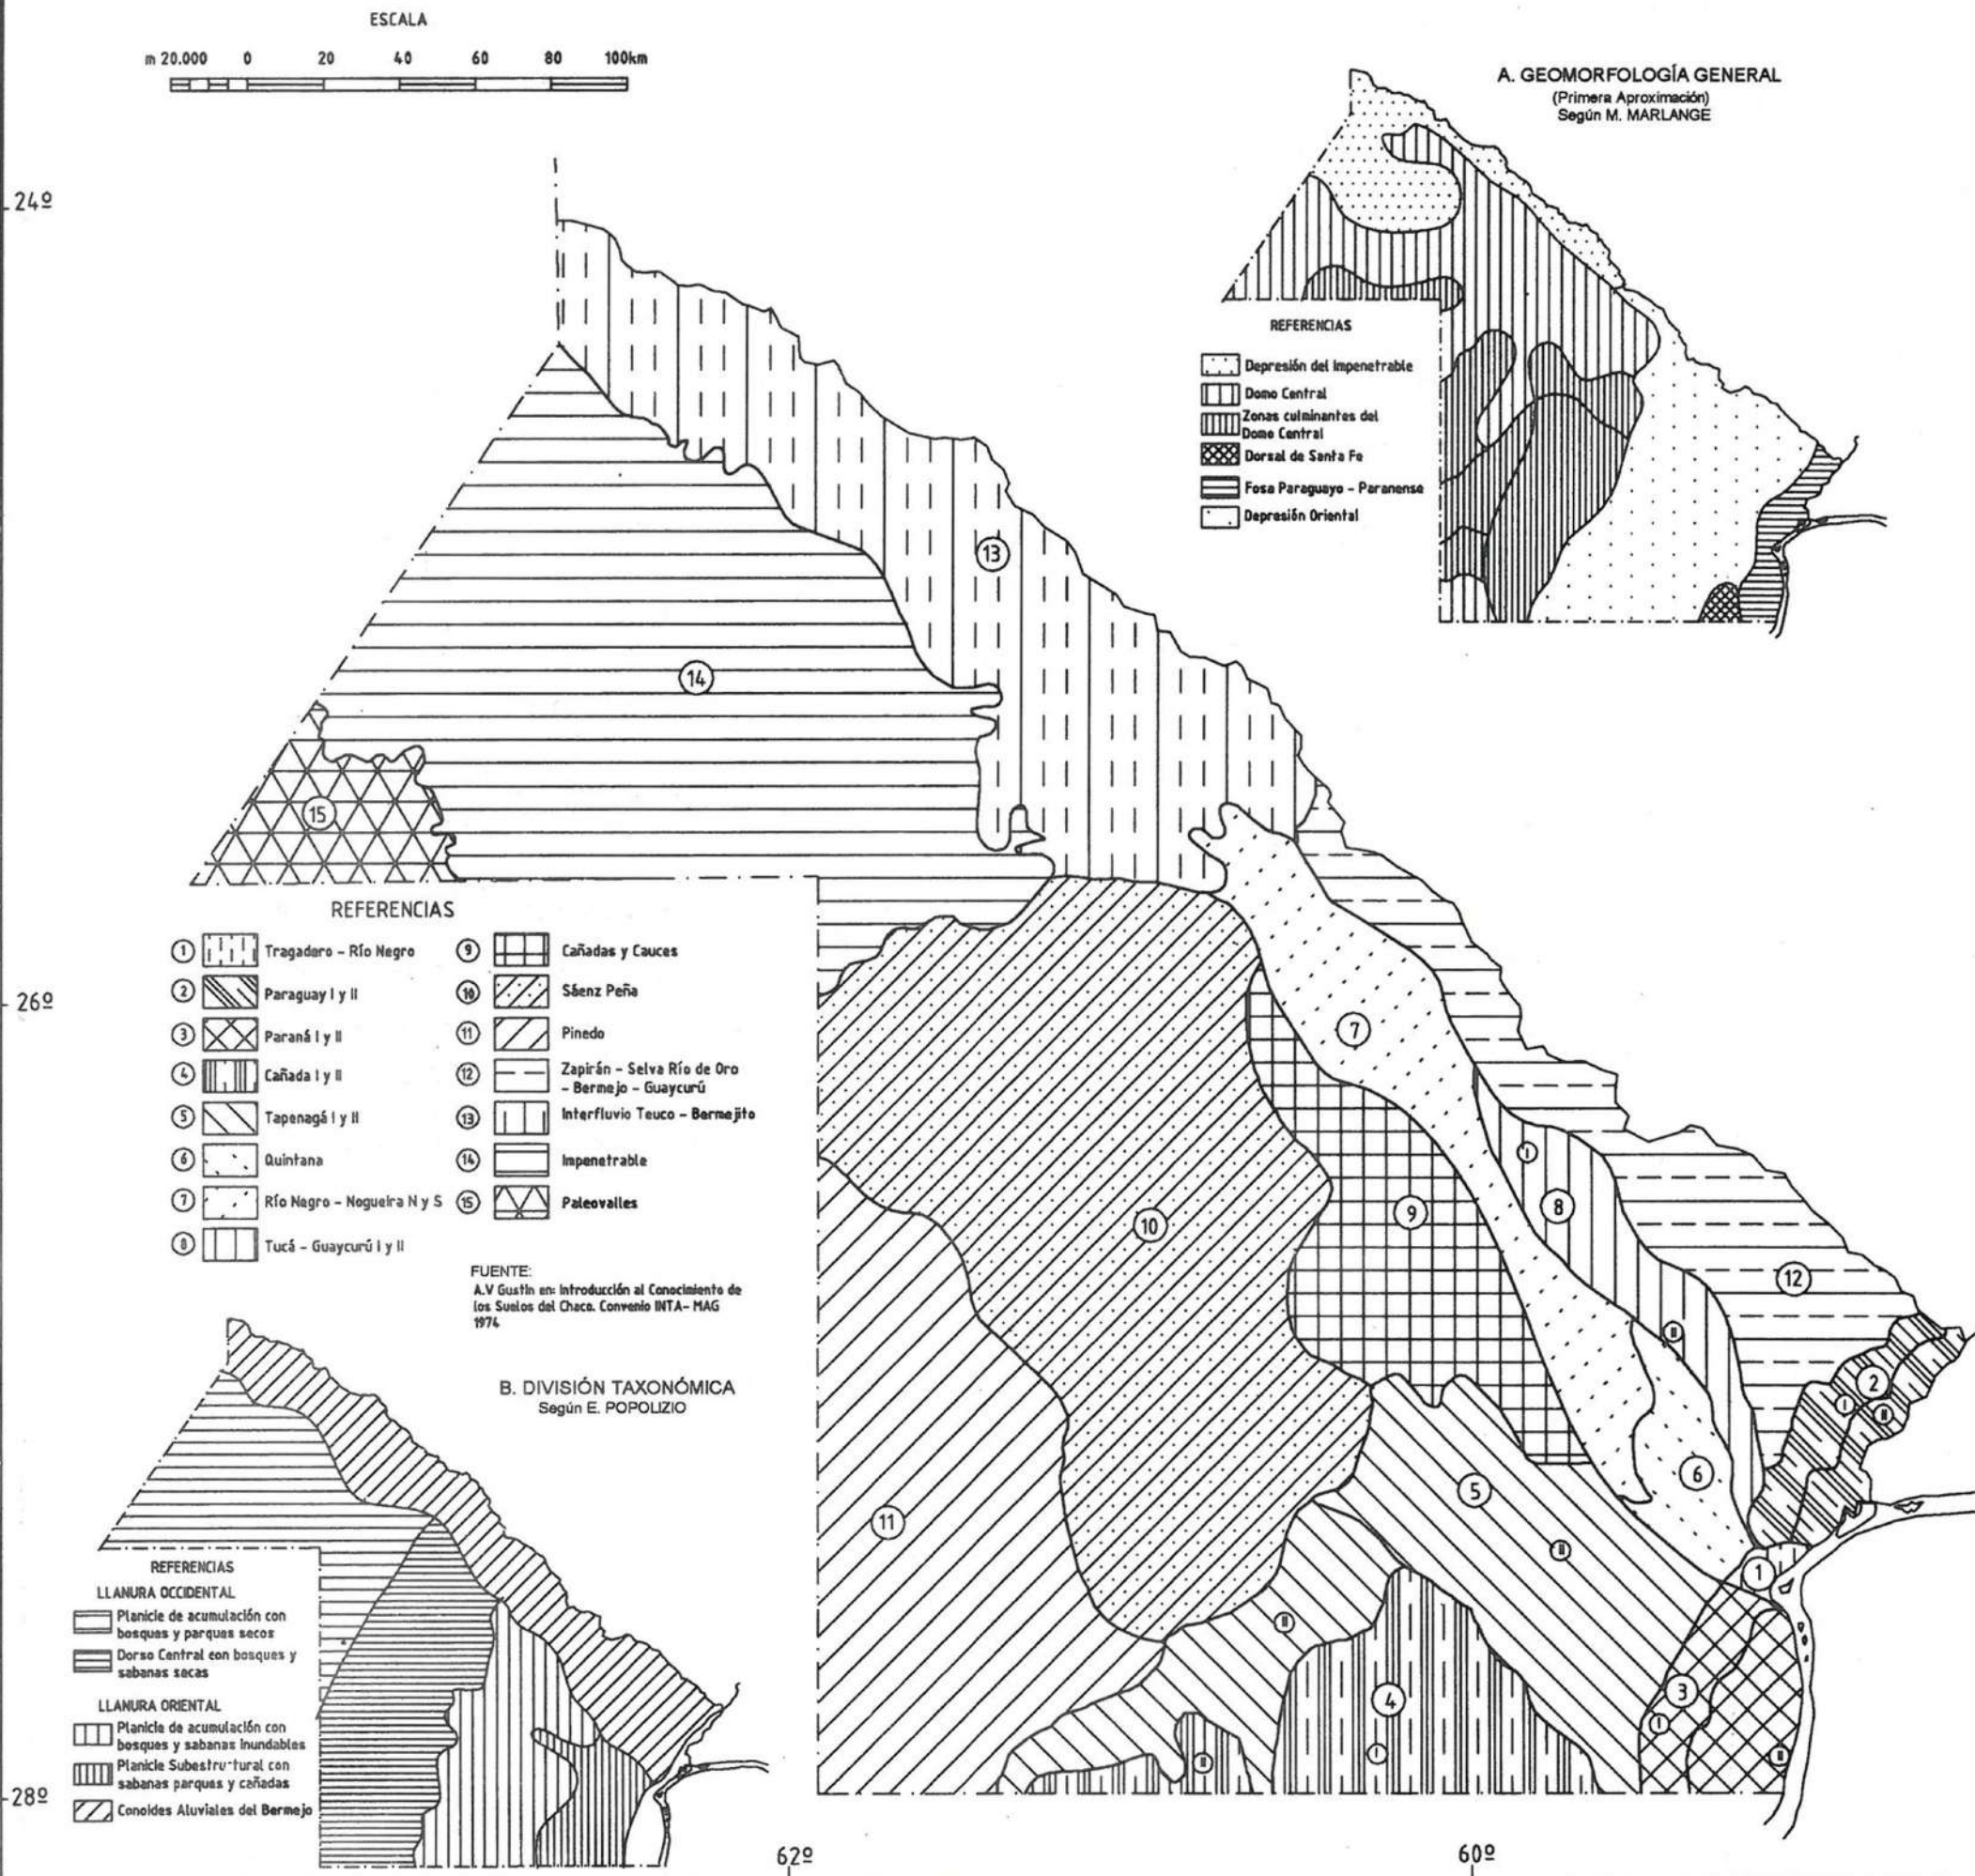 ESCALA
m 20.000 0 20 40 60 80 100km
A. GEOMORFOLOGÍA GENERAL
(Primera Aproximación)
Según M. MARLANGE
24º
26º
28º
62º
60º
REFERENCIAS
Depresión del Impenetrable
Domo Central
Zonas culminantes del
Domo Central
Dorsal de Santa Fe
Fosa Paraguayo - Paranense
Depresión Oriental
13
14
15
7
10
9
8
I
II
12
2
I
II
6
5
II
11
1
II
4
I
II
3
I
II
REFERENCIAS
1 Tragadero - Río Negro
2 Paraguay I y II
3 Paraná I y II
4 Cañada I y II
5 Tapenagá I y II
6 Quintana
7 Río Negro - Nogueira N y S
8 Tucá - Guaycurú I y II
9 Cañadas y Cauces
10 Sáenz Peña
11 Pinedo
12 Zapirán - Selva Río de Oro
- Bermejo - Guaycurú
13 Interfluvio Teuco - Bermejito
14 Impenetrable
15 Paleovalles
FUENTE:
A.V Gustin en: Introducción al Conocimiento de
los Suelos del Chaco. Convenio INTA- MAG
1974
B. DIVISIÓN TAXONÓMICA
Según E. POPOLIZIO
REFERENCIAS
LLANURA OCCIDENTAL
Planicie de acumulación con
bosques y parques secos
Dorso Central con bosques y
sabanas secas
LLANURA ORIENTAL
Planicie de acumulación con
bosques y sabanas inundables
Planicie Subestructural con
sabanas parques y cañadas
Conoides Aluviales del Bermejo